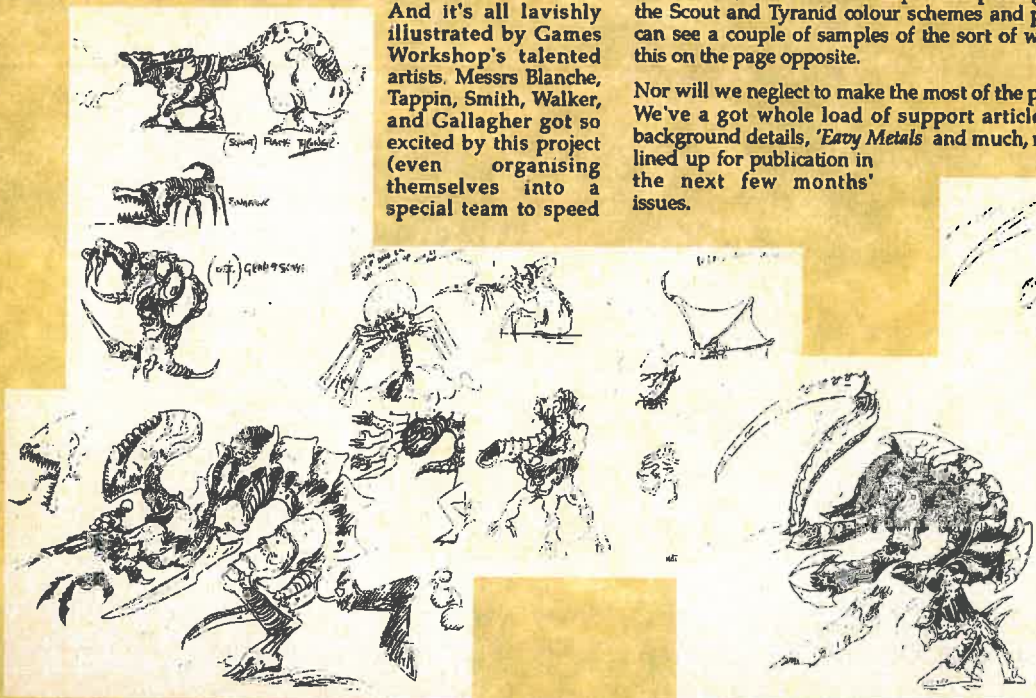 And it's all lavishly
illustrated by Games
Workshop's talented
artists. Messrs Blanche,
Tappin, Smith, Walker,
and Gallagher got so
excited by this project
(even organising
themselves into a
special team to speed
the Scout and Tyranid colour schemes and
can see a couple of samples of the sort of
this on the page opposite.
Nor will we neglect to make the most of the
We've a got whole load of support
background details, 'Eavy Metals and much,
lined up for publication in
the next few months'
issues.